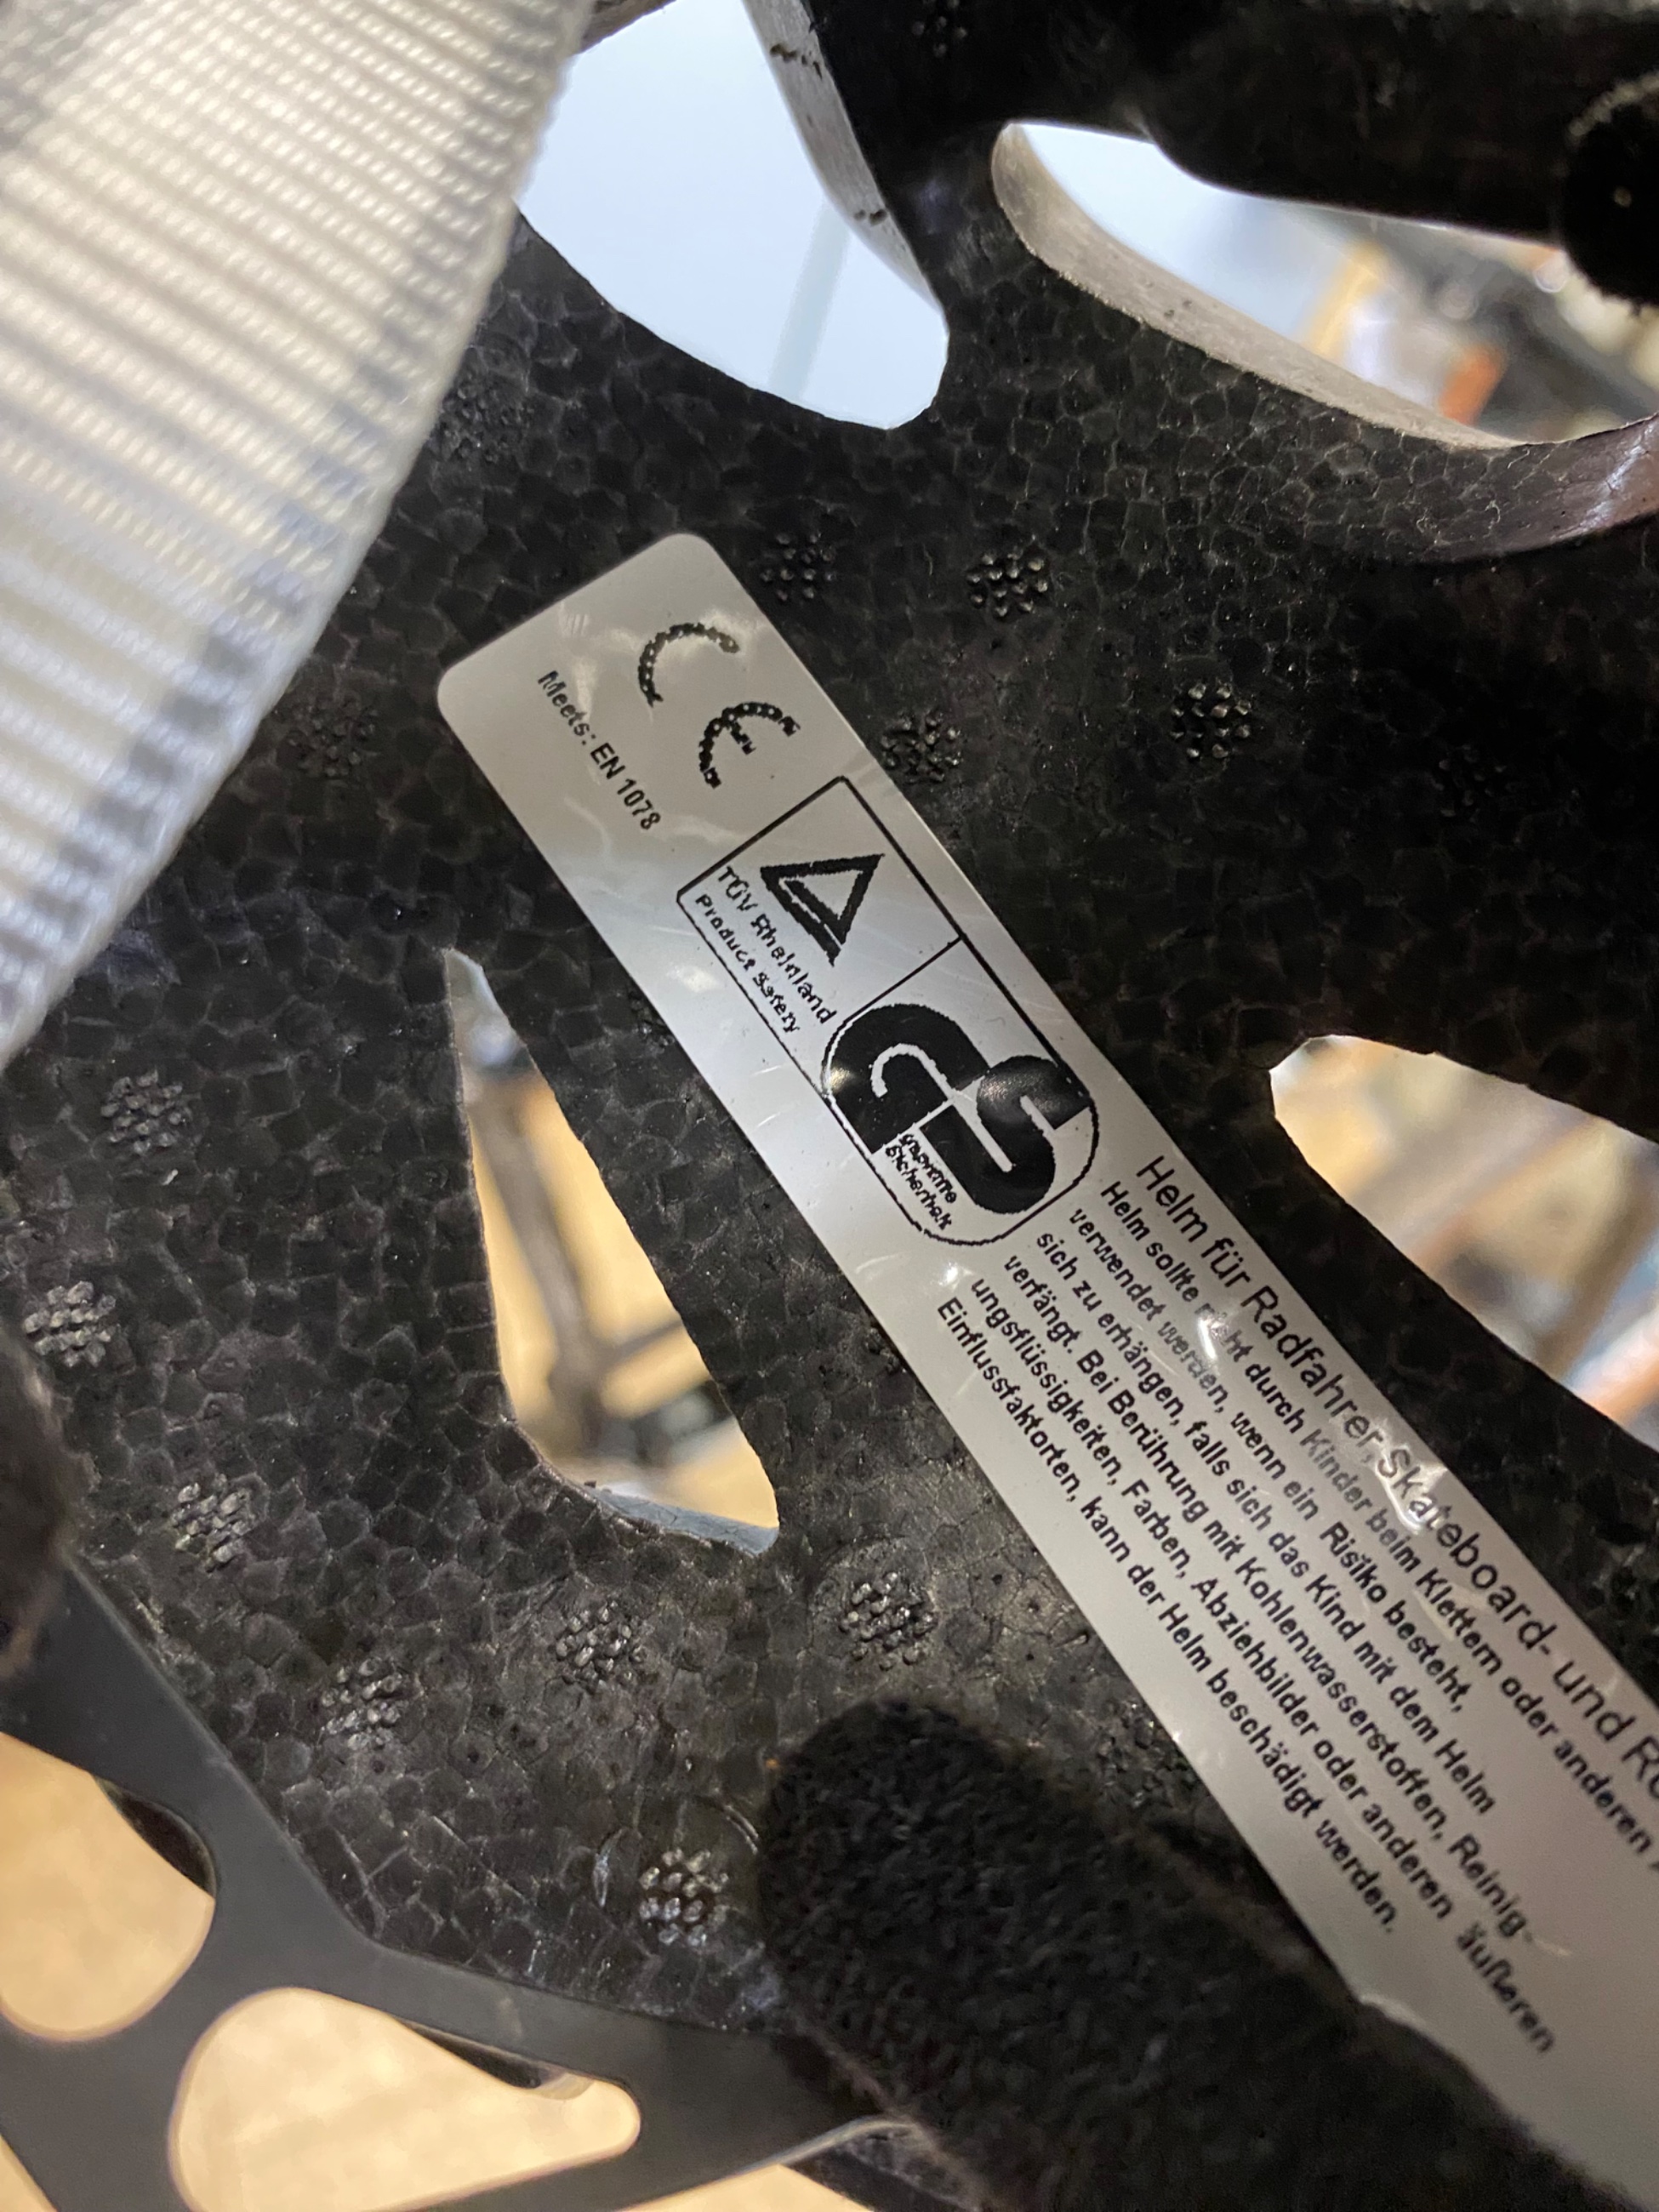 CE
Meets: EN 1078
TÜV Rheinland
Product Safety
GS
geprüfte
Sicherheit
Helm für Radfahrer, Skateboard- und
Helm sollte nicht durch Kinder beim Klettern oder anderen
verwendet werden, wenn ein Risiko besteht,
sich zu erhängen, falls sich das Kind mit dem Helm
verfängt. Bei Berührung mit Kohlenwasserstoffen, Reinig-
ungsflüssigkeiten, Farben, Abziehbilder oder anderen äußeren
Einflussfaktorten, kann der Helm beschädigt werden.